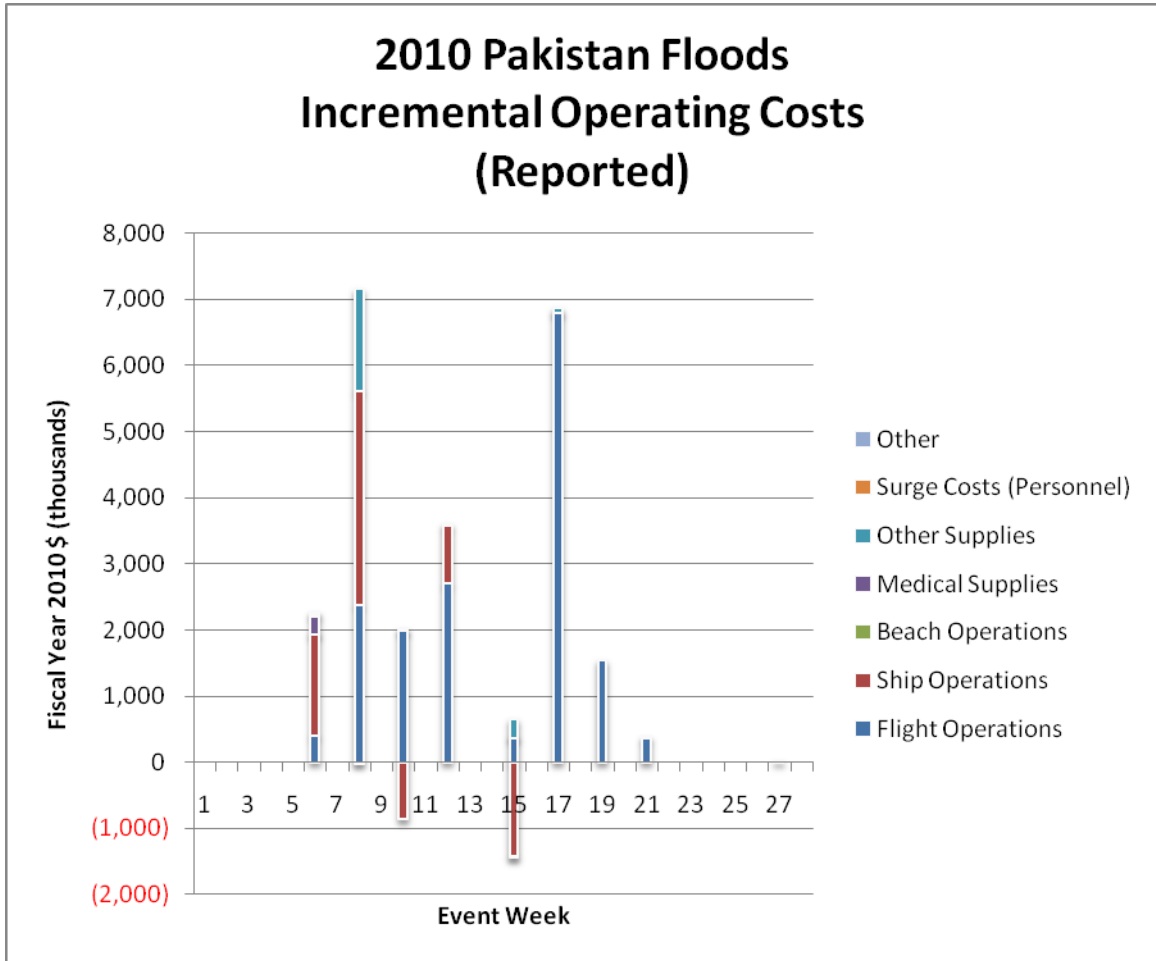 2010 Pakistan Floods
Incremental Operating Costs
(Reported)
Fiscal Year 2010 $ (thousands)
8,000
7,000
6,000
5,000
4,000
3,000
2,000
1,000
0
(1,000)
(2,000)
1 3 5 7 9 11 13 15 17 19 21 23 25 27
Event Week
Other
Surge Costs (Personnel)
Other Supplies
Medical Supplies
Beach Operations
Ship Operations
Flight Operations